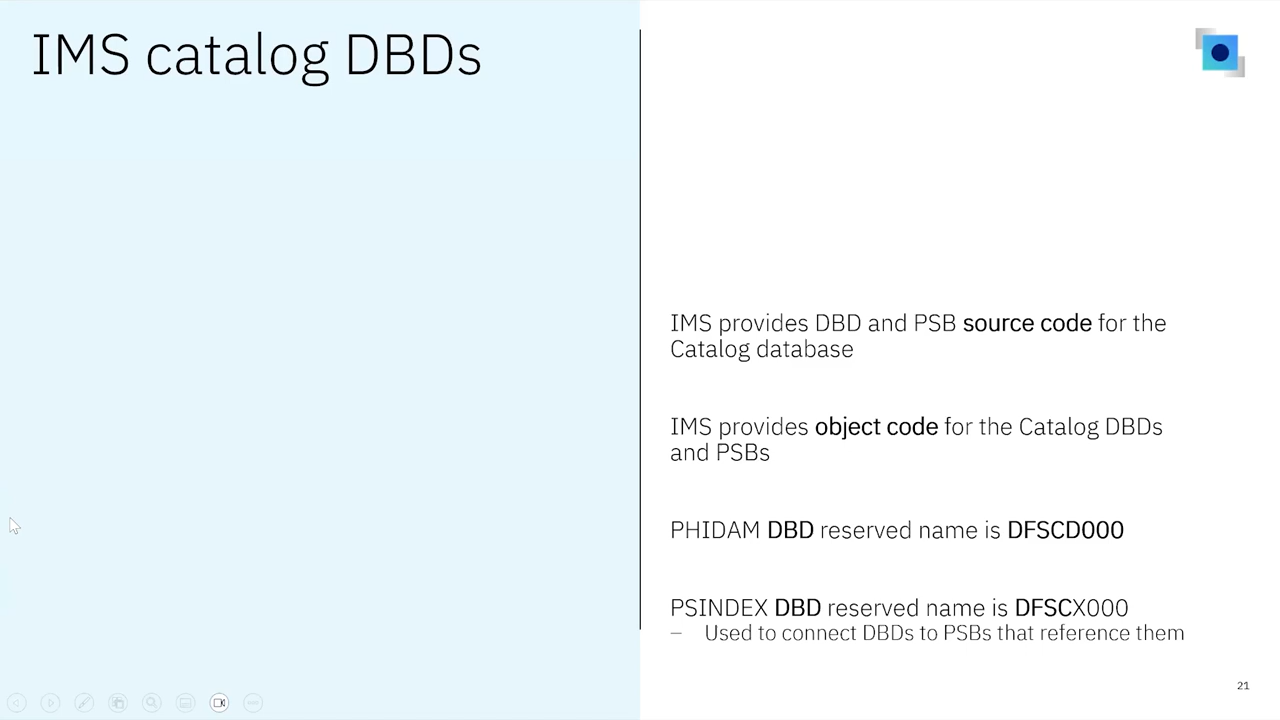 IMS catalog DBDs
IMS provides DBD and PSB source code for the
Catalog database
IMS provides object code for the Catalog DBDs
and PSBs
PHIDAM DBD reserved name is DFSCD000
PSINDEX DBD reserved name is DFSCX000
– Used to connect DBDs to PSBs that reference them
21